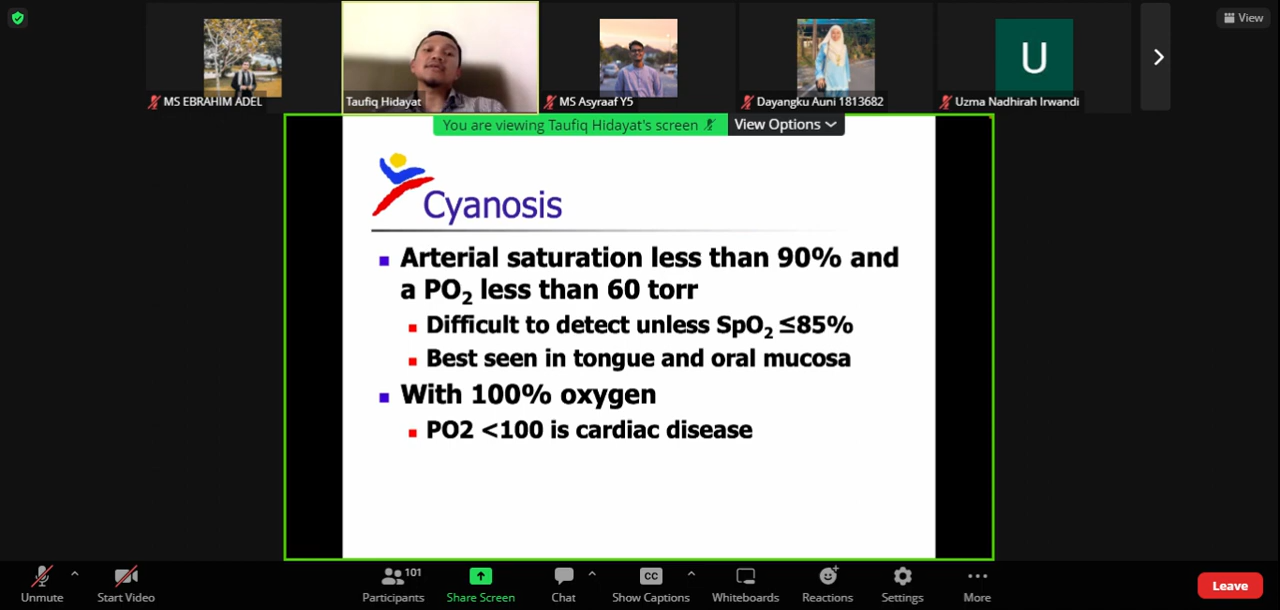 View
MS EBRAHIM ADEL
Taufiq Hidayat
MS Asyraaf Y5
Dayangku Auni 1813682
U
Uzma Nadhirah Irwandi
You are viewing Taufiq Hidayat's screen
View Options
Cyanosis
Arterial saturation less than 90% and
a PO₂ less than 60 torr
Difficult to detect unless SpO₂ ≤85%
Best seen in tongue and oral mucosa
With 100% oxygen
PO2 <100 is cardiac disease
Unmute
Start Video
101
Participants
Share Screen
Chat
CC
Show Captions
Whiteboards
Reactions
Settings
More
Leave